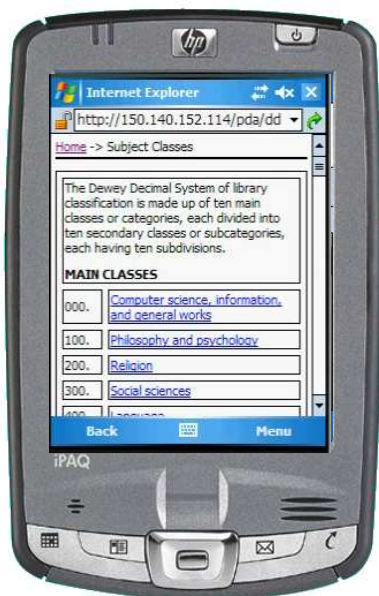 hp
Internet Explorer
http://150.140.152.114/pda/dd
Home -> Subject Classes
The Dewey Decimal System of library
classification is made up of ten main
classes or categories, each divided into
ten secondary classes or subcategories,
each having ten subdivisions.
MAIN CLASSES
000. Computer science, information,
and general works
100. Philosophy and psychology
200. Religion
300. Social sciences
400. Language
Back Menu
iPAQ